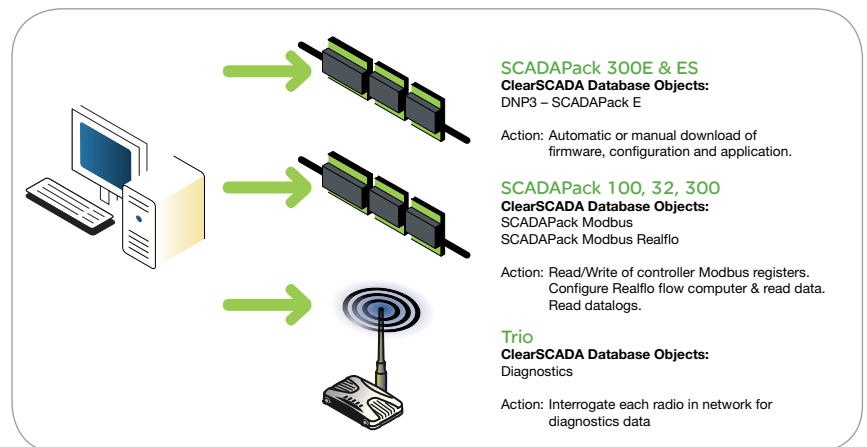 SCADAPack 300E & ES
ClearSCADA Database Objects:
DNP3 – SCADAPack E
Action: Automatic or manual download of
firmware, configuration and application.
SCADAPack 100, 32, 300
ClearSCADA Database Objects:
SCADAPack Modbus
SCADAPack Modbus Realflo
Action: Read/Write of controller Modbus registers.
Configure Realflo flow computer & read data.
Read datalogs.
Trio
ClearSCADA Database Objects:
Diagnostics
Action: Interrogate each radio in network for
diagnostics data